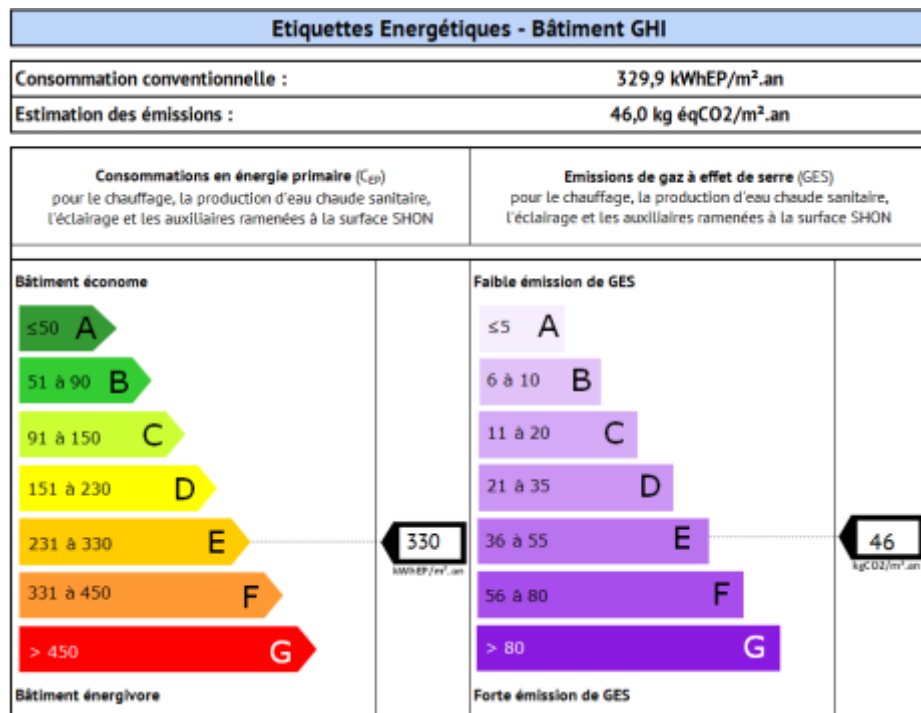 Etiquettes Energétiques - Bâtiment GHI
Consommation conventionnelle : 329,9 kWhEP/m².an
Estimation des émissions : 46,0 kg éqCO2/m².an
Consommations en énergie primaire (CEP)
pour le chauffage, la production d'eau chaude sanitaire,
l'éclairage et les auxiliaires ramenées à la surface SHON
Emissions de gaz à effet de serre (GES)
pour le chauffage, la production d'eau chaude sanitaire,
l'éclairage et les auxiliaires ramenées à la surface SHON
Bâtiment économe
≤50 A
51 à 90 B
91 à 150 C
151 à 230 D
231 à 330 E
331 à 450 F
> 450 G
Bâtiment énergivore
330
kWhEP/m².an
Faible émission de GES
≤5 A
6 à 10 B
11 à 20 C
21 à 35 D
36 à 55 E
56 à 80 F
> 80 G
Forte émission de GES
46
kgCO2/m².an